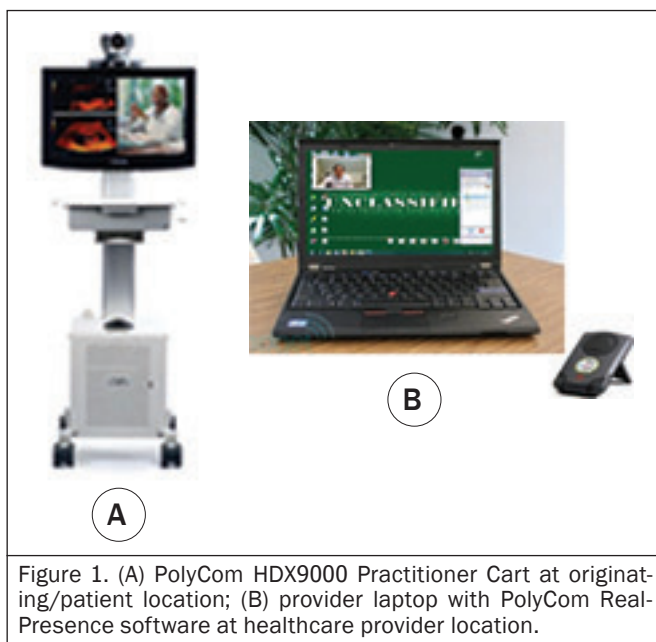 A
B
Figure 1. (A) PolyCom HDX9000 Practitioner Cart at originat-
ing/patient location; (B) provider laptop with PolyCom Real-
Presence software at healthcare provider location.